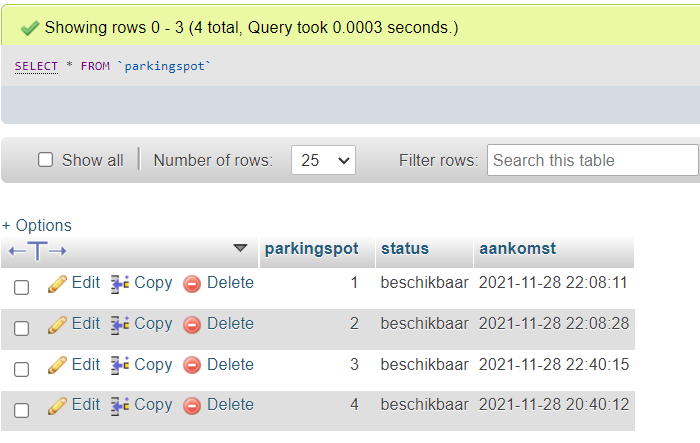 Showing rows 0 - 3 (4 total, Query took 0.0003 seconds.)
SELECT * FROM `parkingspot`
Show all Number of rows: 25 Filter rows: Search this table
+ Options
←T→ parkingspot status aankomst
Edit Copy Delete 1 beschikbaar 2021-11-28 22:08:11
Edit Copy Delete 2 beschikbaar 2021-11-28 22:08:28
Edit Copy Delete 3 beschikbaar 2021-11-28 22:40:15
Edit Copy Delete 4 beschikbaar 2021-11-28 20:40:12